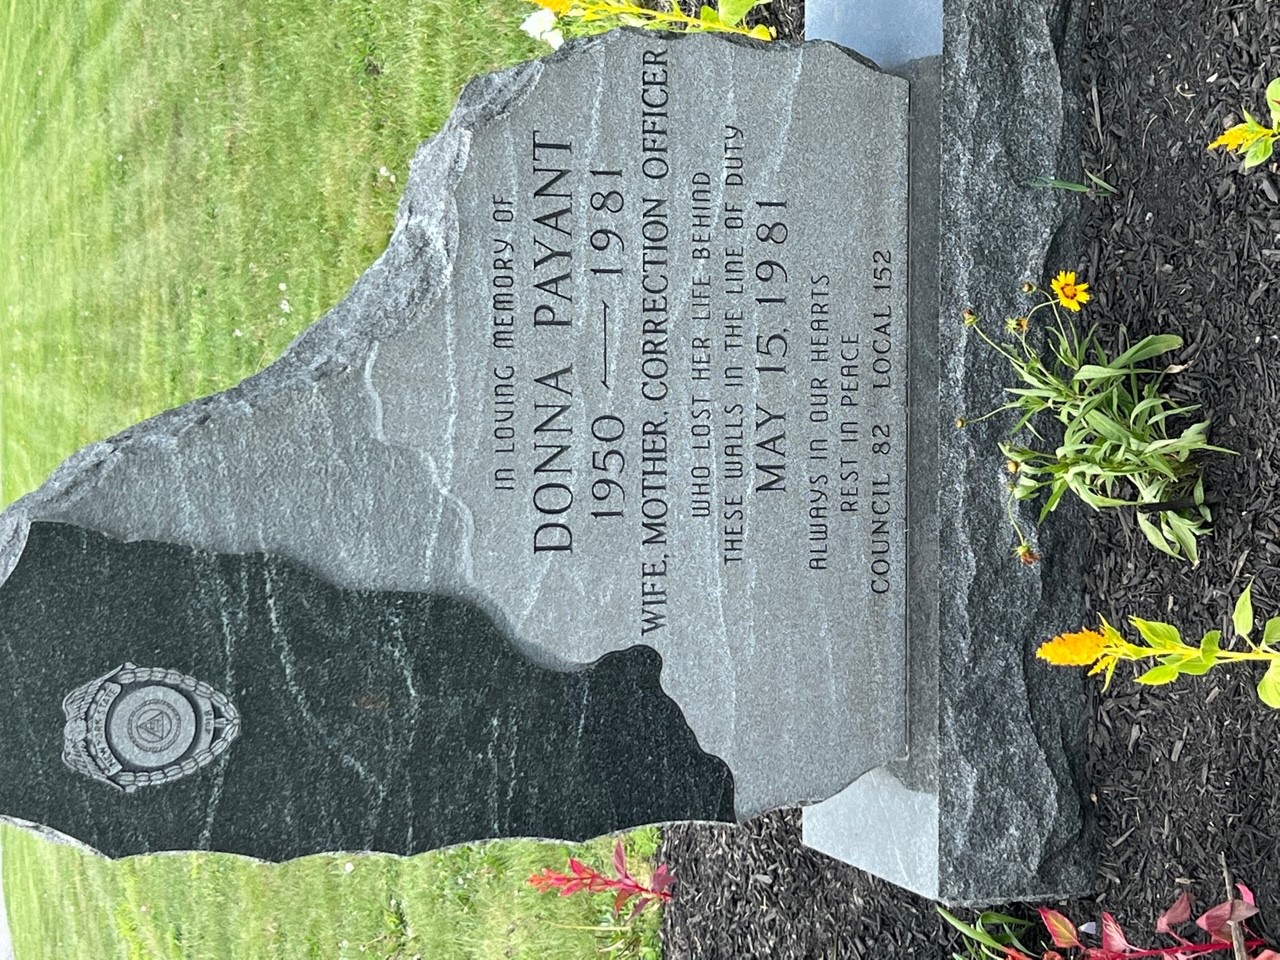 IN LOVING MEMORY OF
DONNA PAYANT
1950 — 1981
WIFE, MOTHER, CORRECTION OFFICER
WHO LOST HER LIFE BEHIND
THESE WALLS IN THE LINE OF DUTY
MAY 15, 1981
ALWAYS IN OUR HEARTS
REST IN PEACE
COUNCIL 82 LOCAL 152